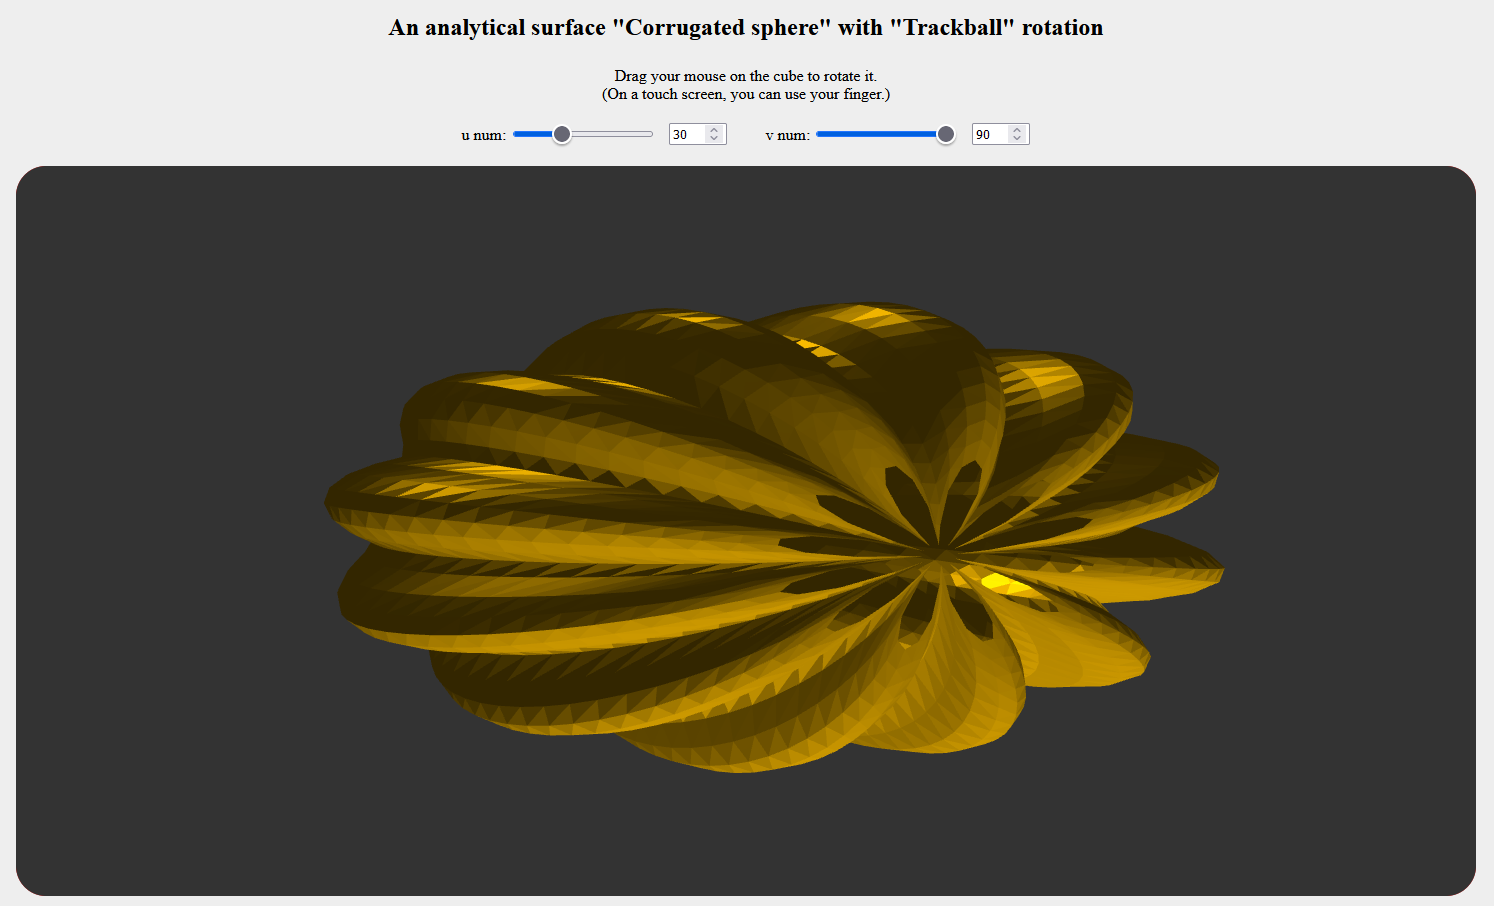 An analytical surface "Corrugated sphere" with "Trackball" rotation
Drag your mouse on the cube to rotate it.
(On a touch screen, you can use your finger.)
u num: 30 v num: 90